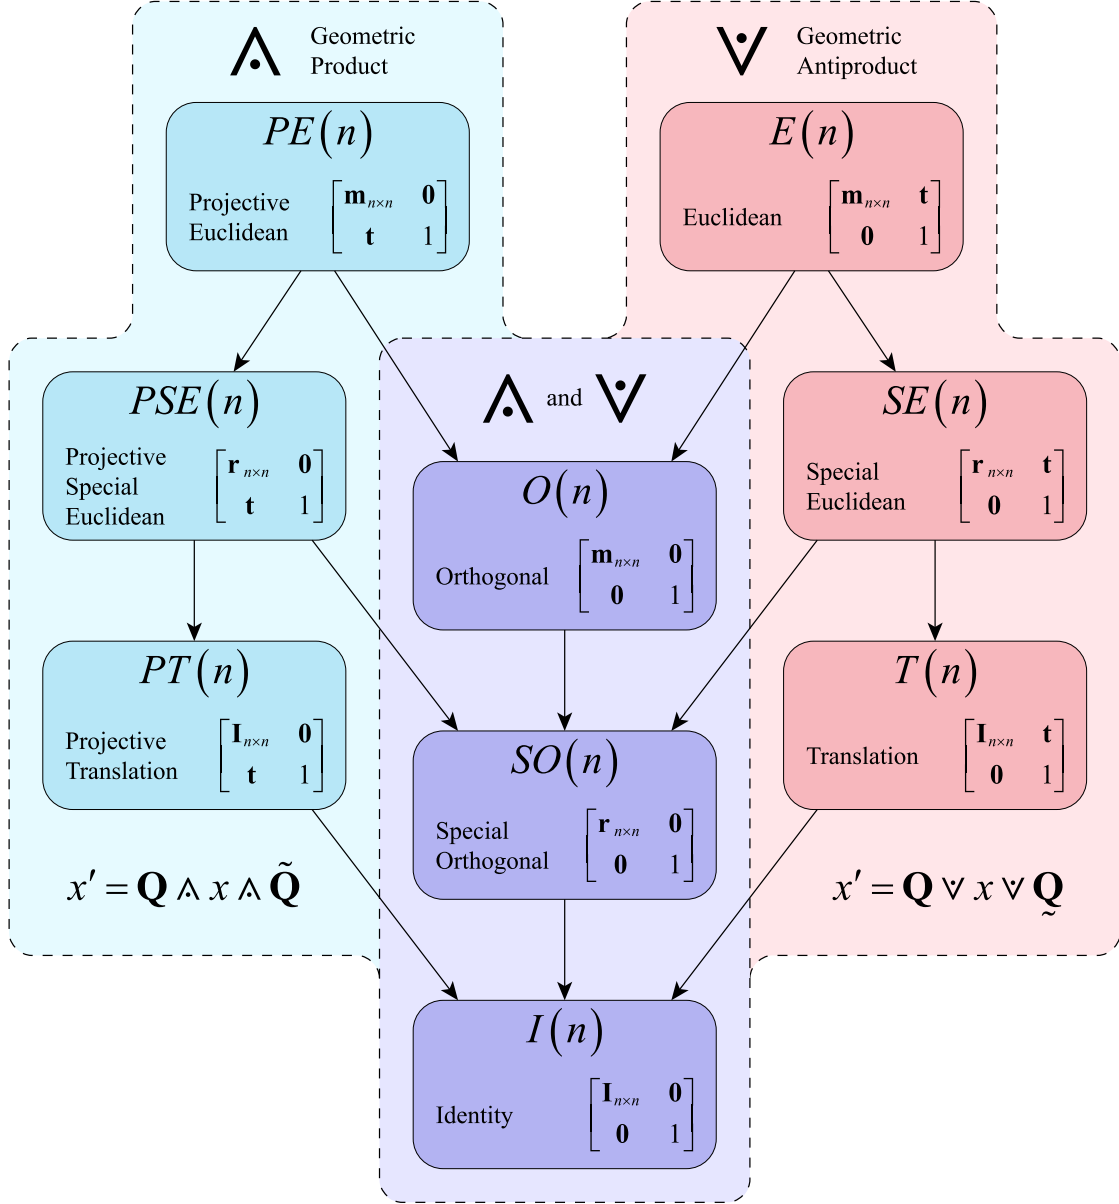 ⟑ Geometric
Product
⟇ Geometric
Antiproduct
PE(n)
Projective
Euclidean
[m n×n 0
t 1]
E(n)
Euclidean
[m n×n t
0 1]
PSE(n)
Projective
Special
Euclidean
[r n×n 0
t 1]
⟑ and ⟇
SE(n)
Special
Euclidean
[r n×n t
0 1]
O(n)
Orthogonal
[m n×n 0
0 1]
PT(n)
Projective
Translation
[I n×n 0
t 1]
T(n)
Translation
[I n×n t
0 1]
SO(n)
Special
Orthogonal
[r n×n 0
0 1]
x′ = Q ⟑ x ⟑ Q̃
x′ = Q ⟇ x ⟇ Q̰
I(n)
Identity
[I n×n 0
0 1]